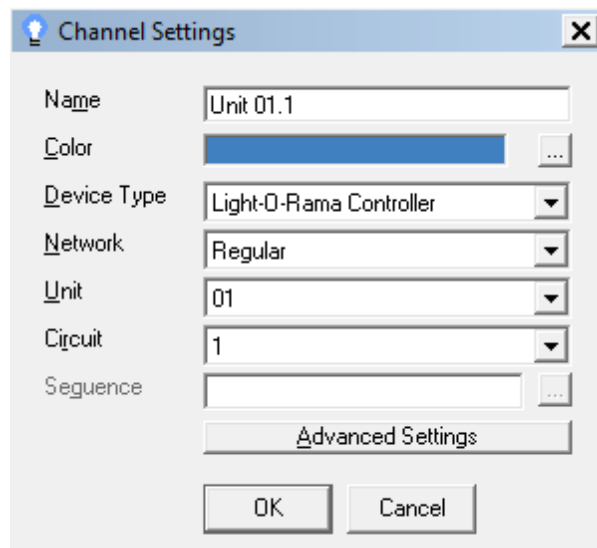 Channel Settings
Name Unit 01.1
Color ...
Device Type Light-O-Rama Controller
Network Regular
Unit 01
Circuit 1
Seguence ...
Advanced Settings
OK Cancel